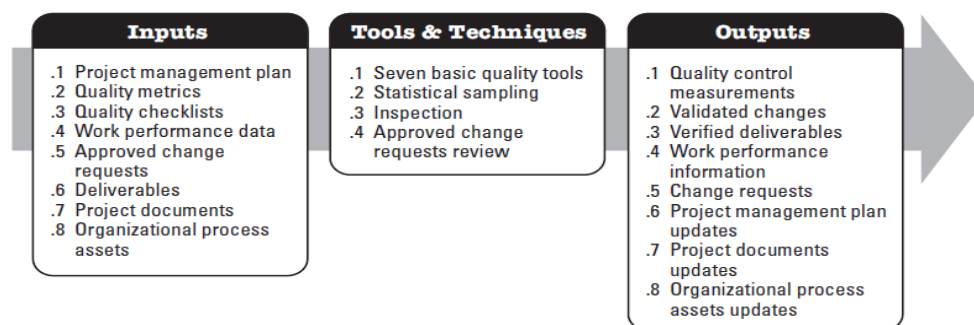 Inputs
.1 Project management plan
.2 Quality metrics
.3 Quality checklists
.4 Work performance data
.5 Approved change
requests
.6 Deliverables
.7 Project documents
.8 Organizational process
assets
Tools & Techniques
.1 Seven basic quality tools
.2 Statistical sampling
.3 Inspection
.4 Approved change
requests review
Outputs
.1 Quality control
measurements
.2 Validated changes
.3 Verified deliverables
.4 Work performance
information
.5 Change requests
.6 Project management plan
updates
.7 Project documents
updates
.8 Organizational process
assets updates